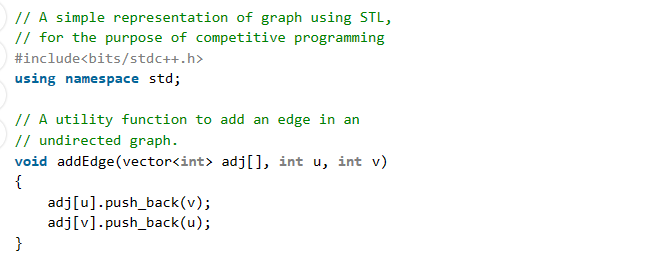 // A simple representation of graph using STL,
// for the purpose of competitive programming
#include<bits/stdc++.h>
using namespace std;

// A utility function to add an edge in an
// undirected graph.
void addEdge(vector<int> adj[], int u, int v)
{
    adj[u].push_back(v);
    adj[v].push_back(u);
}